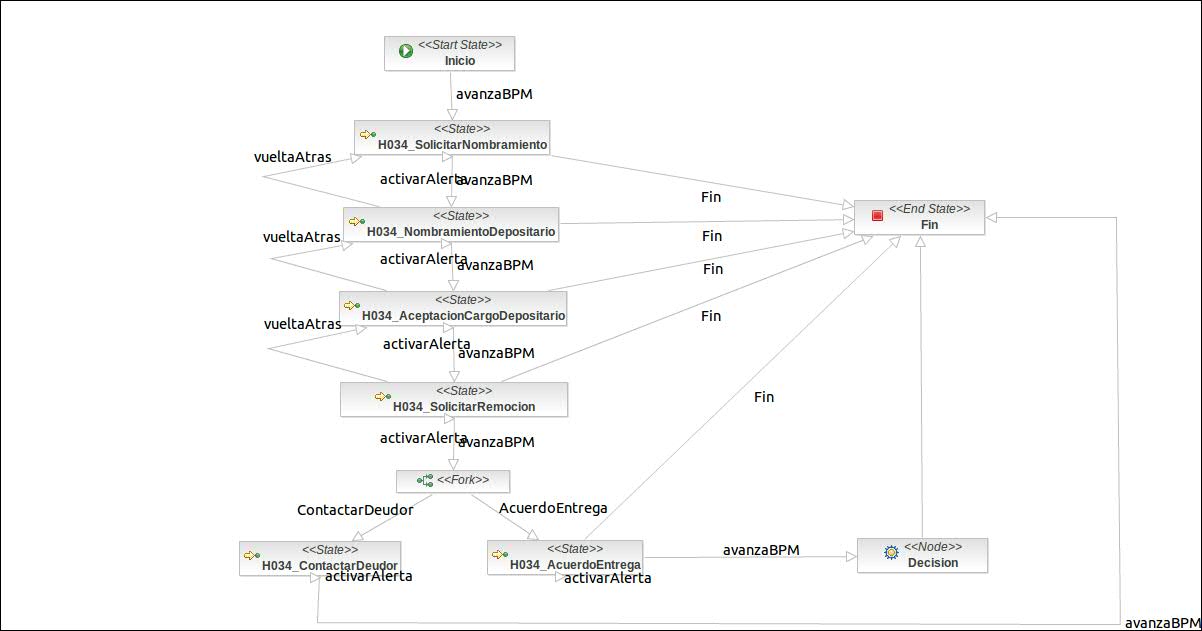 <<Start State>>
Inicio
avanzaBPM
<<State>>
H034_SolicitarNombramiento
vueltaAtras
activarAlerta
avanzaBPM
Fin
<<End State>>
Fin
<<State>>
H034_NombramientoDepositario
vueltaAtras
Fin
activarAlerta
avanzaBPM
Fin
<<State>>
H034_AceptacionCargoDepositario
vueltaAtras
Fin
activarAlerta
avanzaBPM
<<State>>
H034_SolicitarRemocion
Fin
activarAlerta
avanzaBPM
<<Fork>>
ContactarDeudor
AcuerdoEntrega
<<State>>
H034_ContactarDeudor
activarAlerta
<<State>>
H034_AcuerdoEntrega
activarAlerta
avanzaBPM
<<Node>>
Decision
avanzaBPM